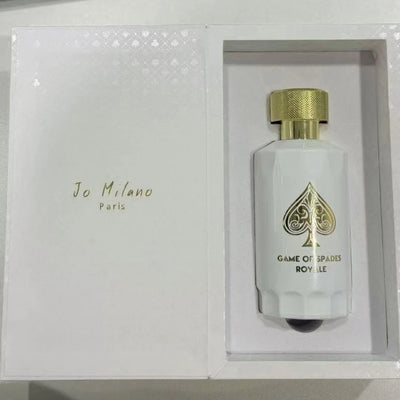 Jo Milano
Paris
GAME OF SPADES
ROYALE